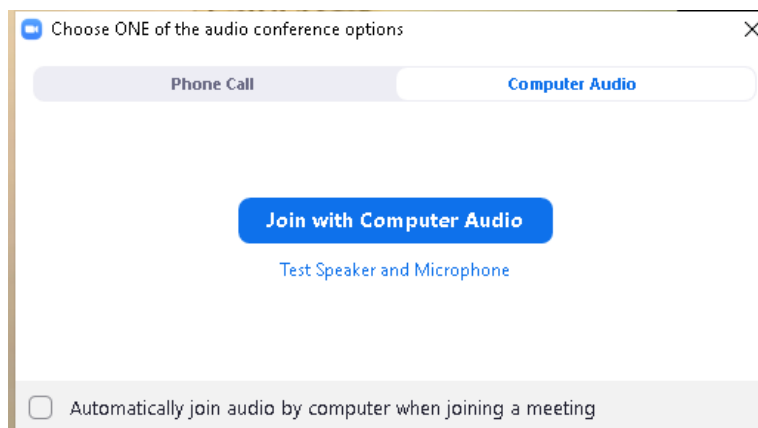 Choose ONE of the audio conference options
Phone Call
Computer Audio
Join with Computer Audio
Test Speaker and Microphone
Automatically join audio by computer when joining a meeting